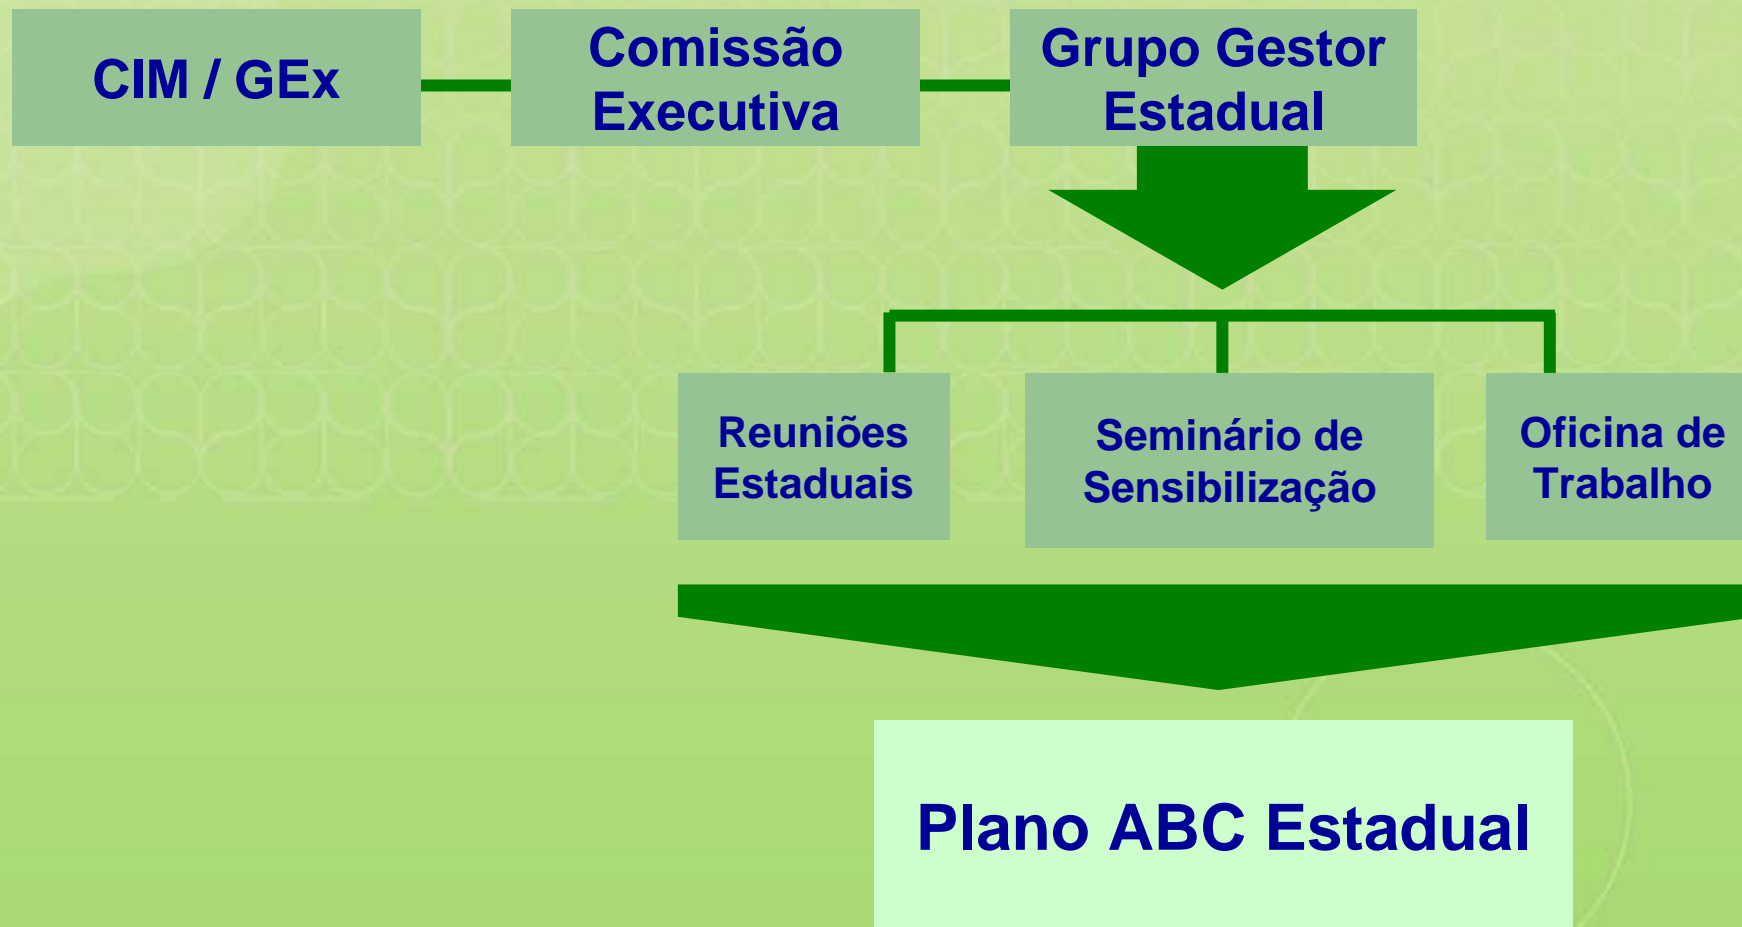 CIM / GEx
Comissão
Executiva
Grupo Gestor
Estadual
Reuniões
Estaduais
Seminário de
Sensibilização
Oficina de
Trabalho
Plano ABC Estadual